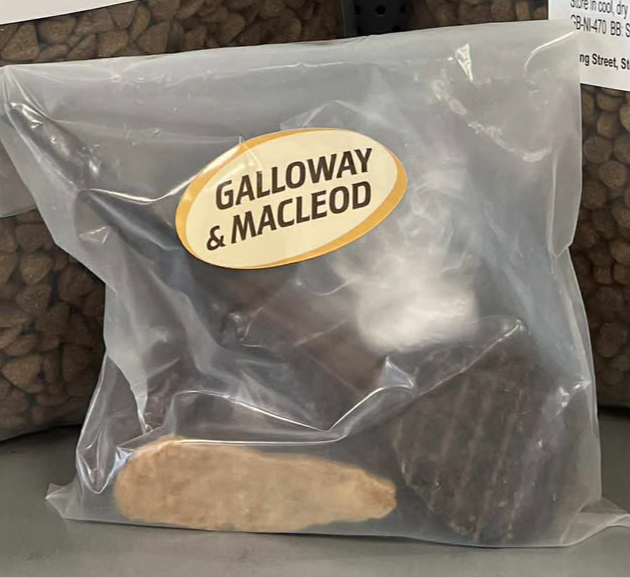 GALLOWAY
& MACLEOD
Store in cool, dry
GB-NI-470 BB: S
ng Street, St